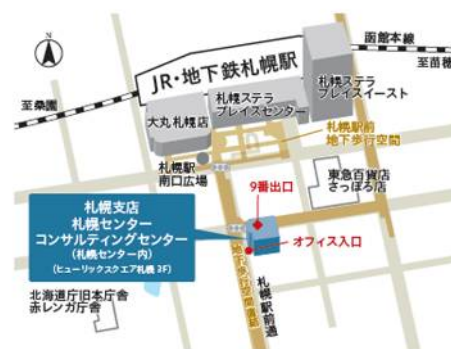 函館本線
至苗穂
JR・地下鉄札幌駅
札幌ステラ
プレイスイースト
札幌ステラ
プレイスセンター
至桑園
大丸札幌店
札幌駅前
地下歩行空間
札幌駅
南口広場
東急百貨店
さっぽろ店
9番出口
札幌支店
札幌センター
コンサルティングセンター
(札幌センター内)
(ヒューリックスクエア札幌 3F)
オフィス入口
北海道庁旧本庁舎
赤レンガ庁舎
札幌駅前通